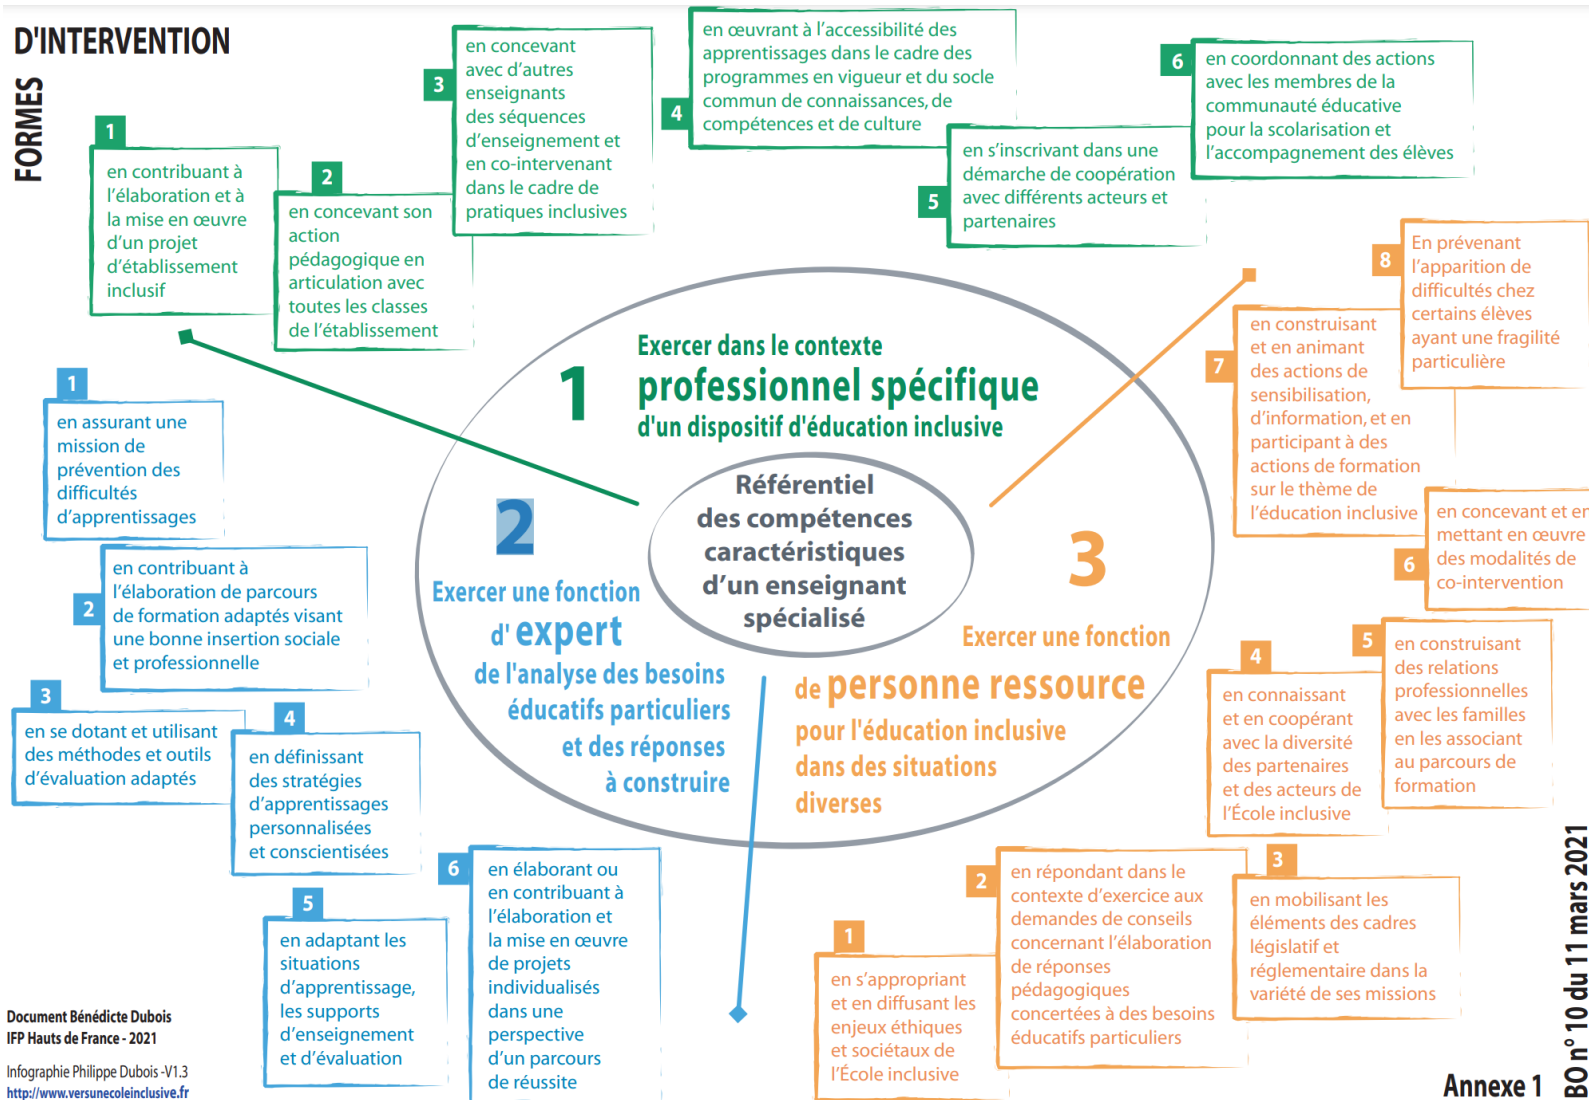 D'INTERVENTION
FORMES
1
en contribuant à
l'élaboration et à
la mise en œuvre
d'un projet
d'établissement
inclusif
2
en concevant son
action
pédagogique en
articulation avec
toutes les classes
de l'établissement
3
en concevant
avec d'autres
enseignants
des séquences
d'enseignement et
en co-intervenant
dans le cadre de
pratiques inclusives
4
en œuvrant à l'accessibilité des
apprentissages dans le cadre des
programmes en vigueur et du socle
commun de connaissances, de
compétences et de culture
5
en s'inscrivant dans une
démarche de coopération
avec différents acteurs et
partenaires
6
en coordonnant des actions
avec les membres de la
communauté éducative
pour la scolarisation et
l'accompagnement des élèves
1
Exercer dans le contexte
professionnel spécifique
d'un dispositif d'éducation inclusive
Référentiel
des compétences
caractéristiques
d'un enseignant
spécialisé
2
Exercer une fonction
d' expert
de l'analyse des besoins
éducatifs particuliers
et des réponses
à construire
3
Exercer une fonction
de personne ressource
pour l'éducation inclusive
dans des situations
diverses
1
en assurant une
mission de
prévention des
difficultés
d'apprentissages
2
en contribuant à
l'élaboration de parcours
de formation adaptés visant
une bonne insertion sociale
et professionnelle
3
en se dotant et utilisant
des méthodes et outils
d'évaluation adaptés
4
en définissant
des stratégies
d'apprentissages
personnalisées
et conscientisées
5
en adaptant les
situations
d'apprentissage,
les supports
d'enseignement
et d'évaluation
6
en élaborant ou
en contribuant à
l'élaboration et
la mise en œuvre
de projets
individualisés
dans une
perspective
d'un parcours
de réussite
1
en s'appropriant
et en diffusant les
enjeux éthiques
et sociétaux de
l'École inclusive
2
en répondant dans le
contexte d'exercice aux
demandes de conseils
concernant l'élaboration
de réponses
pédagogiques
concertées à des besoins
éducatifs particuliers
3
en mobilisant les
éléments des cadres
législatif et
réglementaire dans la
variété de ses missions
4
en connaissant
et en coopérant
avec la diversité
des partenaires
et des acteurs de
l'École inclusive
5
en construisant
des relations
professionnelles
avec les familles
en les associant
au parcours de
formation
6
en concevant et en
mettant en œuvre
des modalités de
co-intervention
7
en construisant
et en animant
des actions de
sensibilisation,
d'information, et en
participant à des
actions de formation
sur le thème de
l'éducation inclusive
8
En prévenant
l'apparition de
difficultés chez
certains élèves
ayant une fragilité
particulière
Document Bénédicte Dubois
IFP Hauts de France - 2021
Infographie Philippe Dubois -V1.3
http://www.versunecoleinclusive.fr
Annexe 1
BO n° 10 du 11 mars 2021